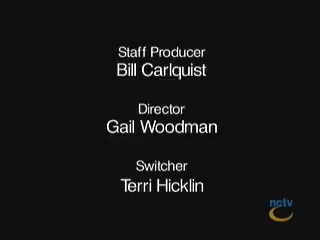 Staff Producer
Bill Carlquist
Director
Gail Woodman
Switcher
Terri Hicklin
nctv